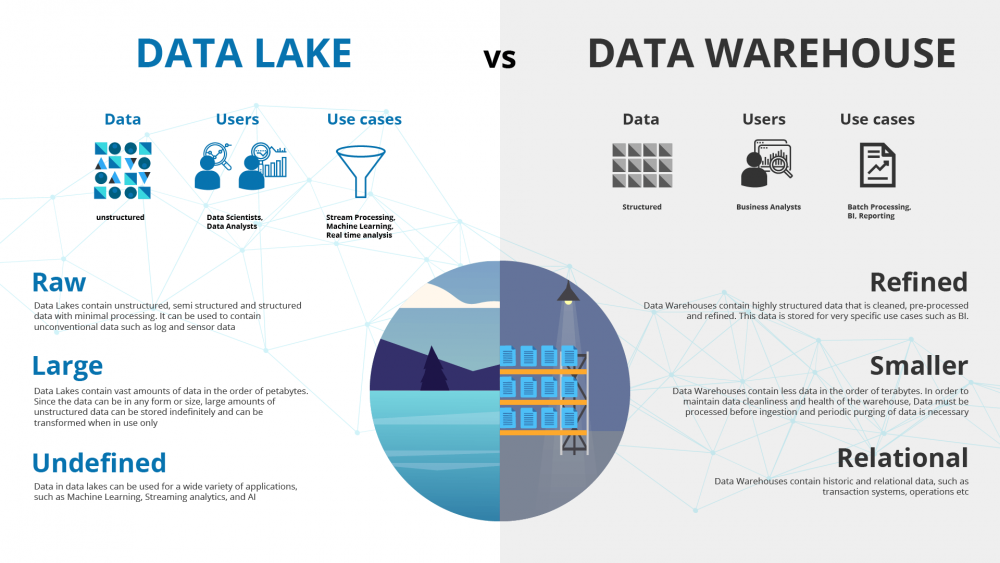 DATA LAKE
vs
DATA WAREHOUSE
Data
Users
Use cases
unstructured
Data Scientists,
Data Analysts
Stream Processing,
Machine Learning,
Real time analysis
Data
Users
Use cases
Structured
Business Analysts
Batch Processing,
BI, Reporting
Raw
Data Lakes contain unstructured, semi structured and structured
data with minimal processing. It can be used to contain
unconventional data such as log and sensor data
Large
Data Lakes contain vast amounts of data in the order of petabytes.
Since the data can be in any form or size, large amounts of
unstructured data can be stored indefinitely and can be
transformed when in use only
Undefined
Data in data lakes can be used for a wide variety of applications,
such as Machine Learning, Streaming analytics, and AI
Refined
Data Warehouses contain highly structured data that is cleaned, pre-processed
and refined. This data is stored for very specific use cases such as BI.
Smaller
Data Warehouses contain less data in the order of terabytes. In order to
maintain data cleanliness and health of the warehouse, Data must be
processed before ingestion and periodic purging of data is necessary
Relational
Data Warehouses contain historic and relational data, such as
transaction systems, operations etc